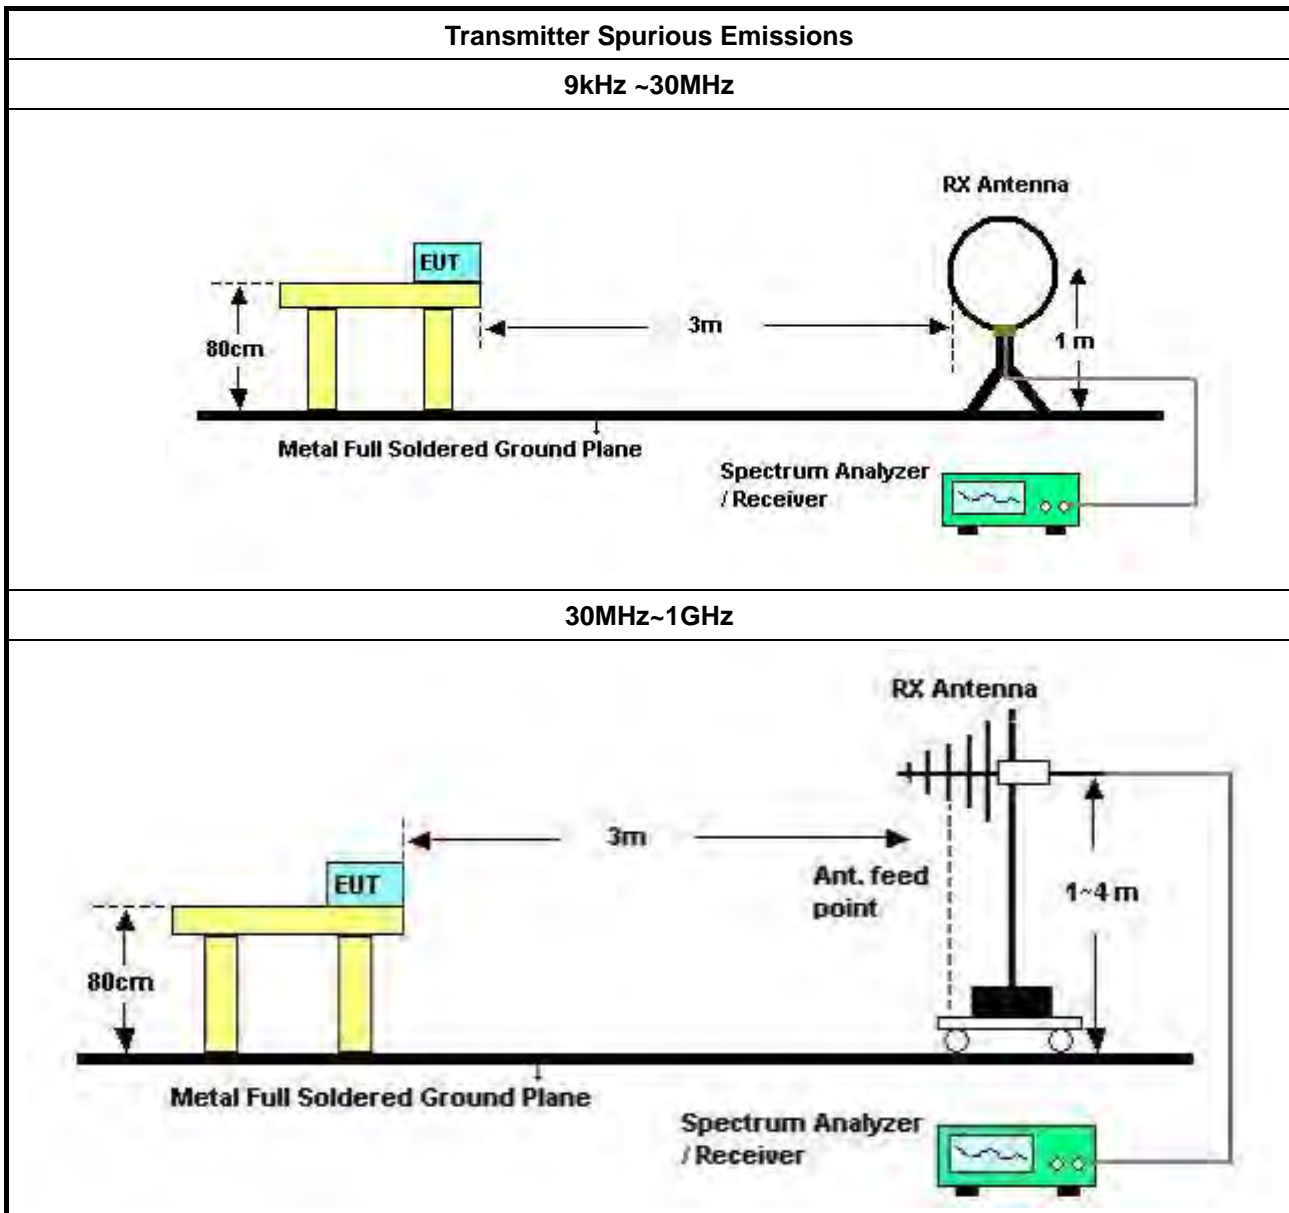 Transmitter Spurious Emissions
9kHz ~30MHz
RX Antenna
EUT
3m
80cm
1 m
Metal Full Soldered Ground Plane
Spectrum Analyzer
/ Receiver
30MHz~1GHz
RX Antenna
3m
EUT
Ant. feed
point
1~4 m
80cm
Metal Full Soldered Ground Plane
Spectrum Analyzer
/ Receiver